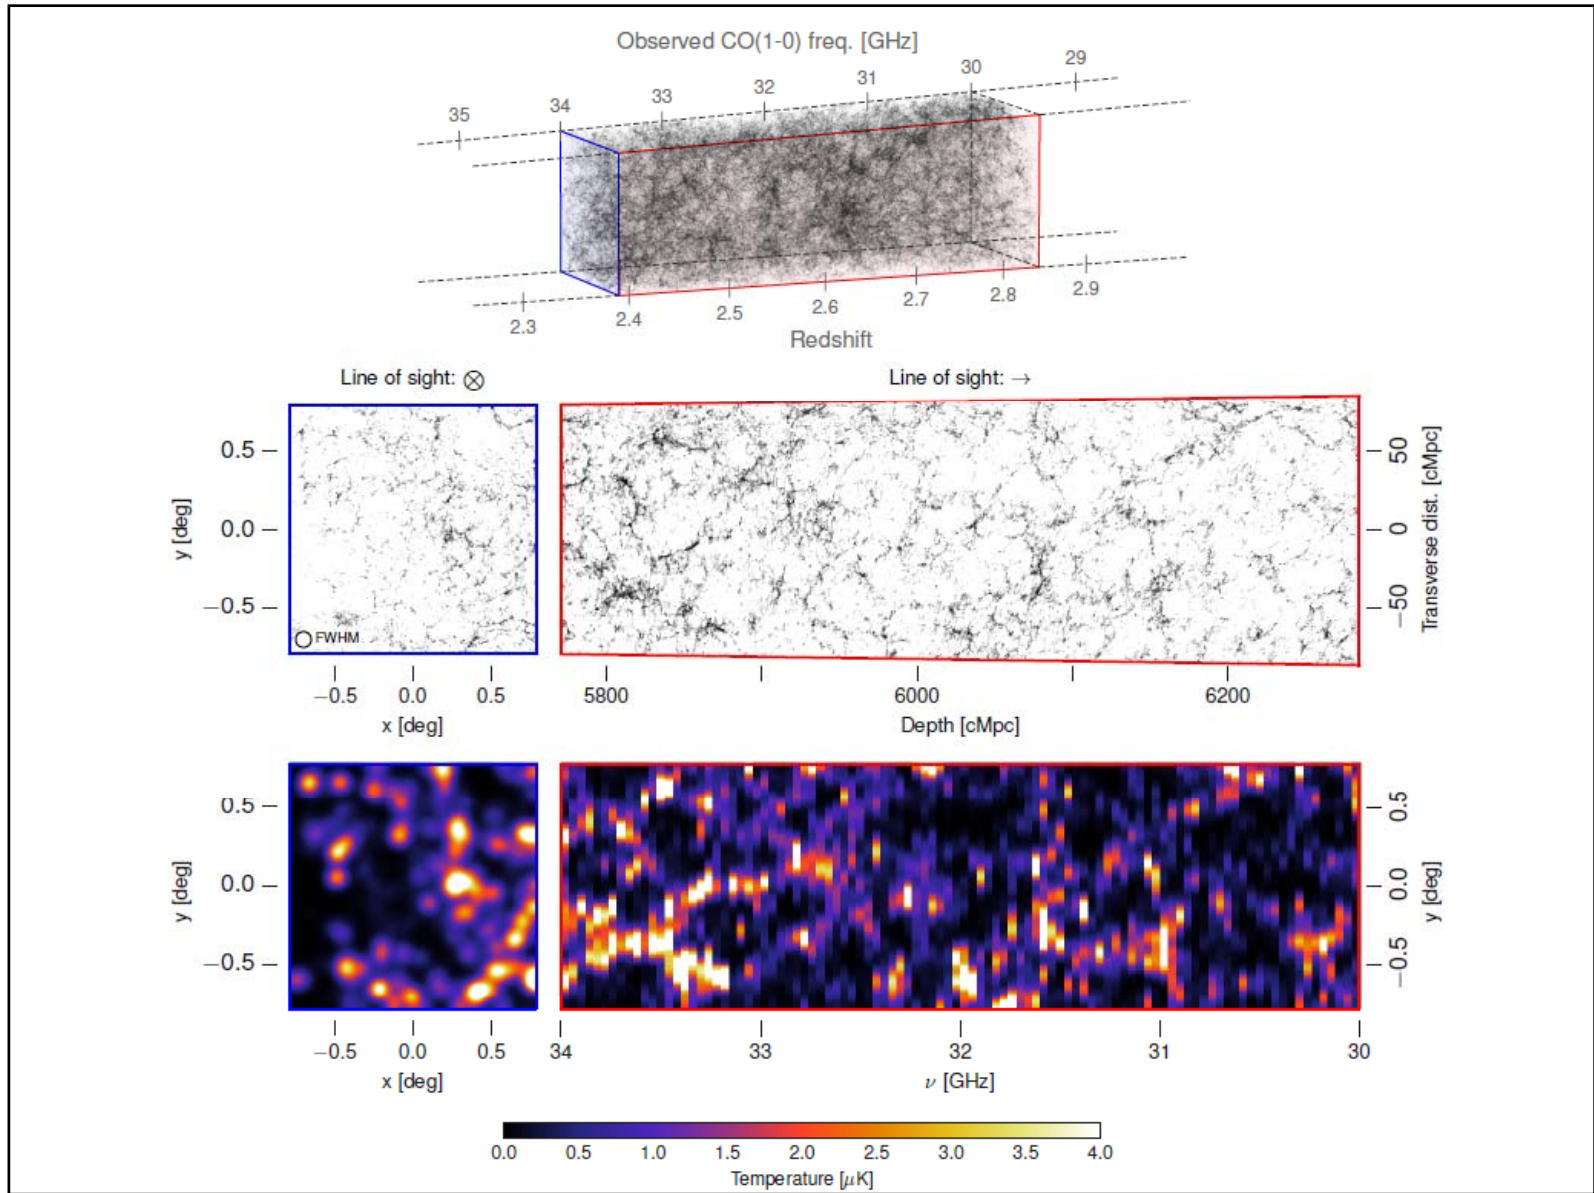 Observed CO(1-0) freq. [GHz]
35 34 33 32 31 30 29
2.3 2.4 2.5 2.6 2.7 2.8 2.9
Redshift
Line of sight: ⊗
Line of sight: →
y [deg]
0.5
0.0
−0.5
FWHM
−0.5 0.0 0.5
x [deg]
5800 6000 6200
Depth [cMpc]
50
0
−50
Transverse dist. [cMpc]
y [deg]
0.5
0.0
−0.5
−0.5 0.0 0.5
x [deg]
34 33 32 31 30
ν [GHz]
0.5
0.0
−0.5
y [deg]
0.0 0.5 1.0 1.5 2.0 2.5 3.0 3.5 4.0
Temperature [μK]